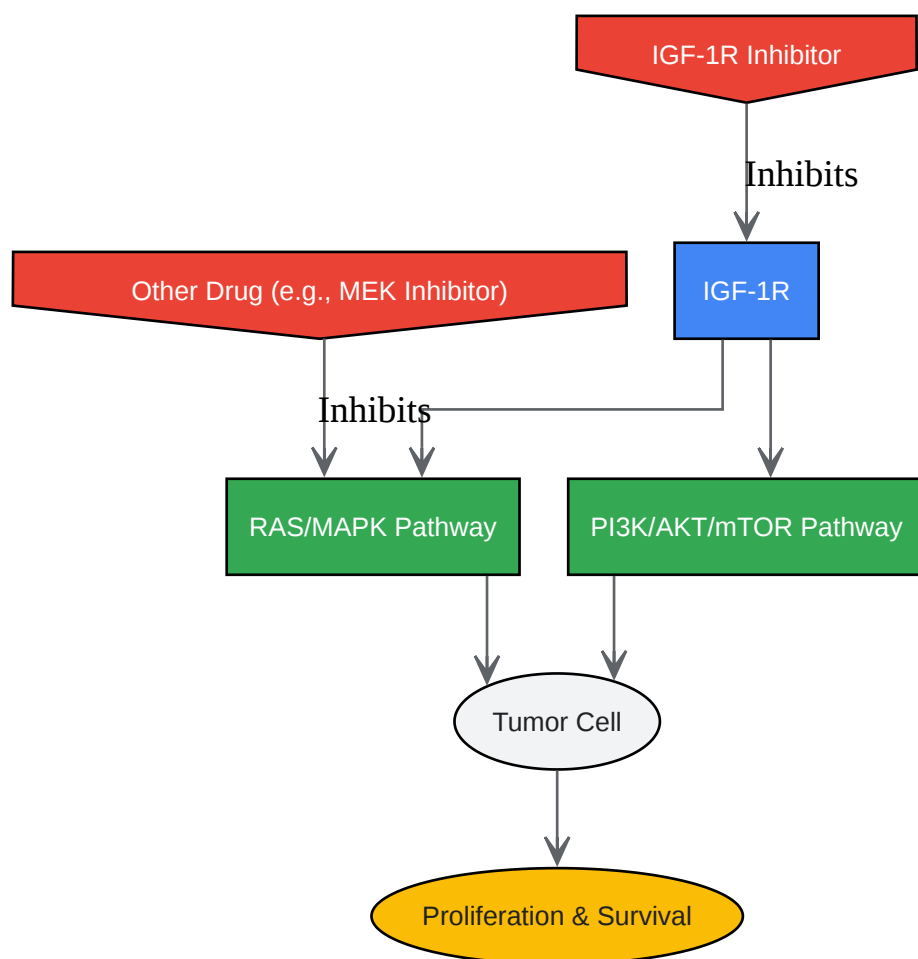 IGF-1R Inhibitor
Inhibits
Other Drug (e.g., MEK Inhibitor)
IGF-1R
Inhibits
RAS/MAPK Pathway
PI3K/AKT/mTOR Pathway
Tumor Cell
Proliferation & Survival